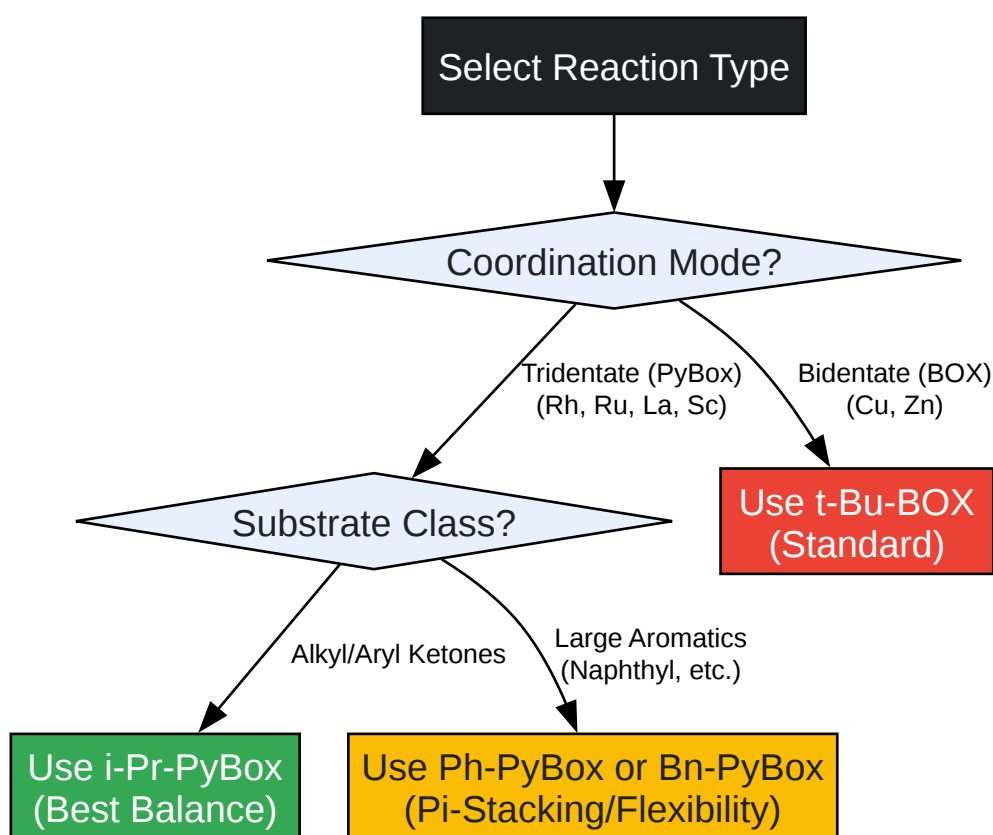 Select Reaction Type
Coordination Mode?
Tridentate (PyBox)
(Rh, Ru, La, Sc)
Bidentate (BOX)
(Cu, Zn)
Substrate Class?
Use t-Bu-BOX
(Standard)
Alkyl/Aryl Ketones
Large Aromatics
(Naphthyl, etc.)
Use i-Pr-PyBox
(Best Balance)
Use Ph-PyBox or Bn-PyBox
(Pi-Stacking/Flexibility)